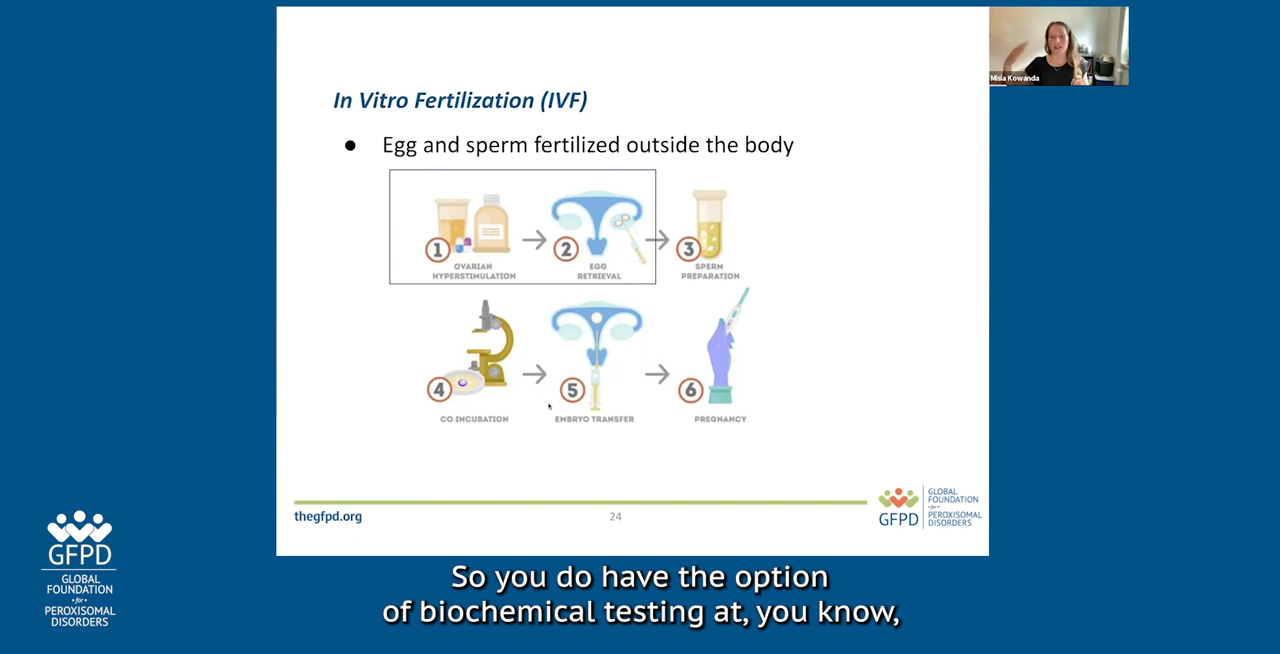 In Vitro Fertilization (IVF)
● Egg and sperm fertilized outside the body
1
OVARIAN
HYPERSTIMULATION
2
EGG
RETRIEVAL
3
SPERM
PREPARATION
4
CO INCUBATION
5
EMBRYO TRANSFER
6
PREGNANCY
thegfpd.org
24
GFPD
GLOBAL
FOUNDATION
for
PEROXISOMAL
DISORDERS
Misia Kowanda
GFPD
GLOBAL
FOUNDATION
for
PEROXISOMAL
DISORDERS
So you do have the option
of biochemical testing at, you know,